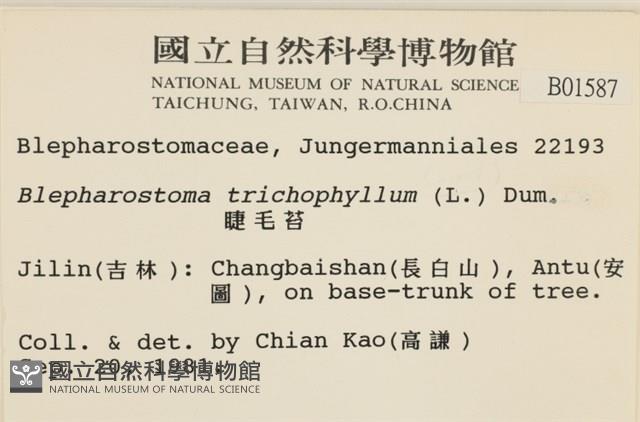 國立自然科學博物館
NATIONAL MUSEUM OF NATURAL SCIENCE
TAICHUNG, TAIWAN, R.O.CHINA
B01587
Blepharostomaceae, Jungermanniales 22193
Blepharostoma trichophyllum (L.) Dum.
睫毛苔
Jilin(吉林): Changbaishan(長白山), Antu(安
圖), on base-trunk of tree.
Coll. & det. by Chian Kao(高謙)
Sep. 20, 1981.
國立自然科學博物館
NATIONAL MUSEUM OF NATURAL SCIENCE